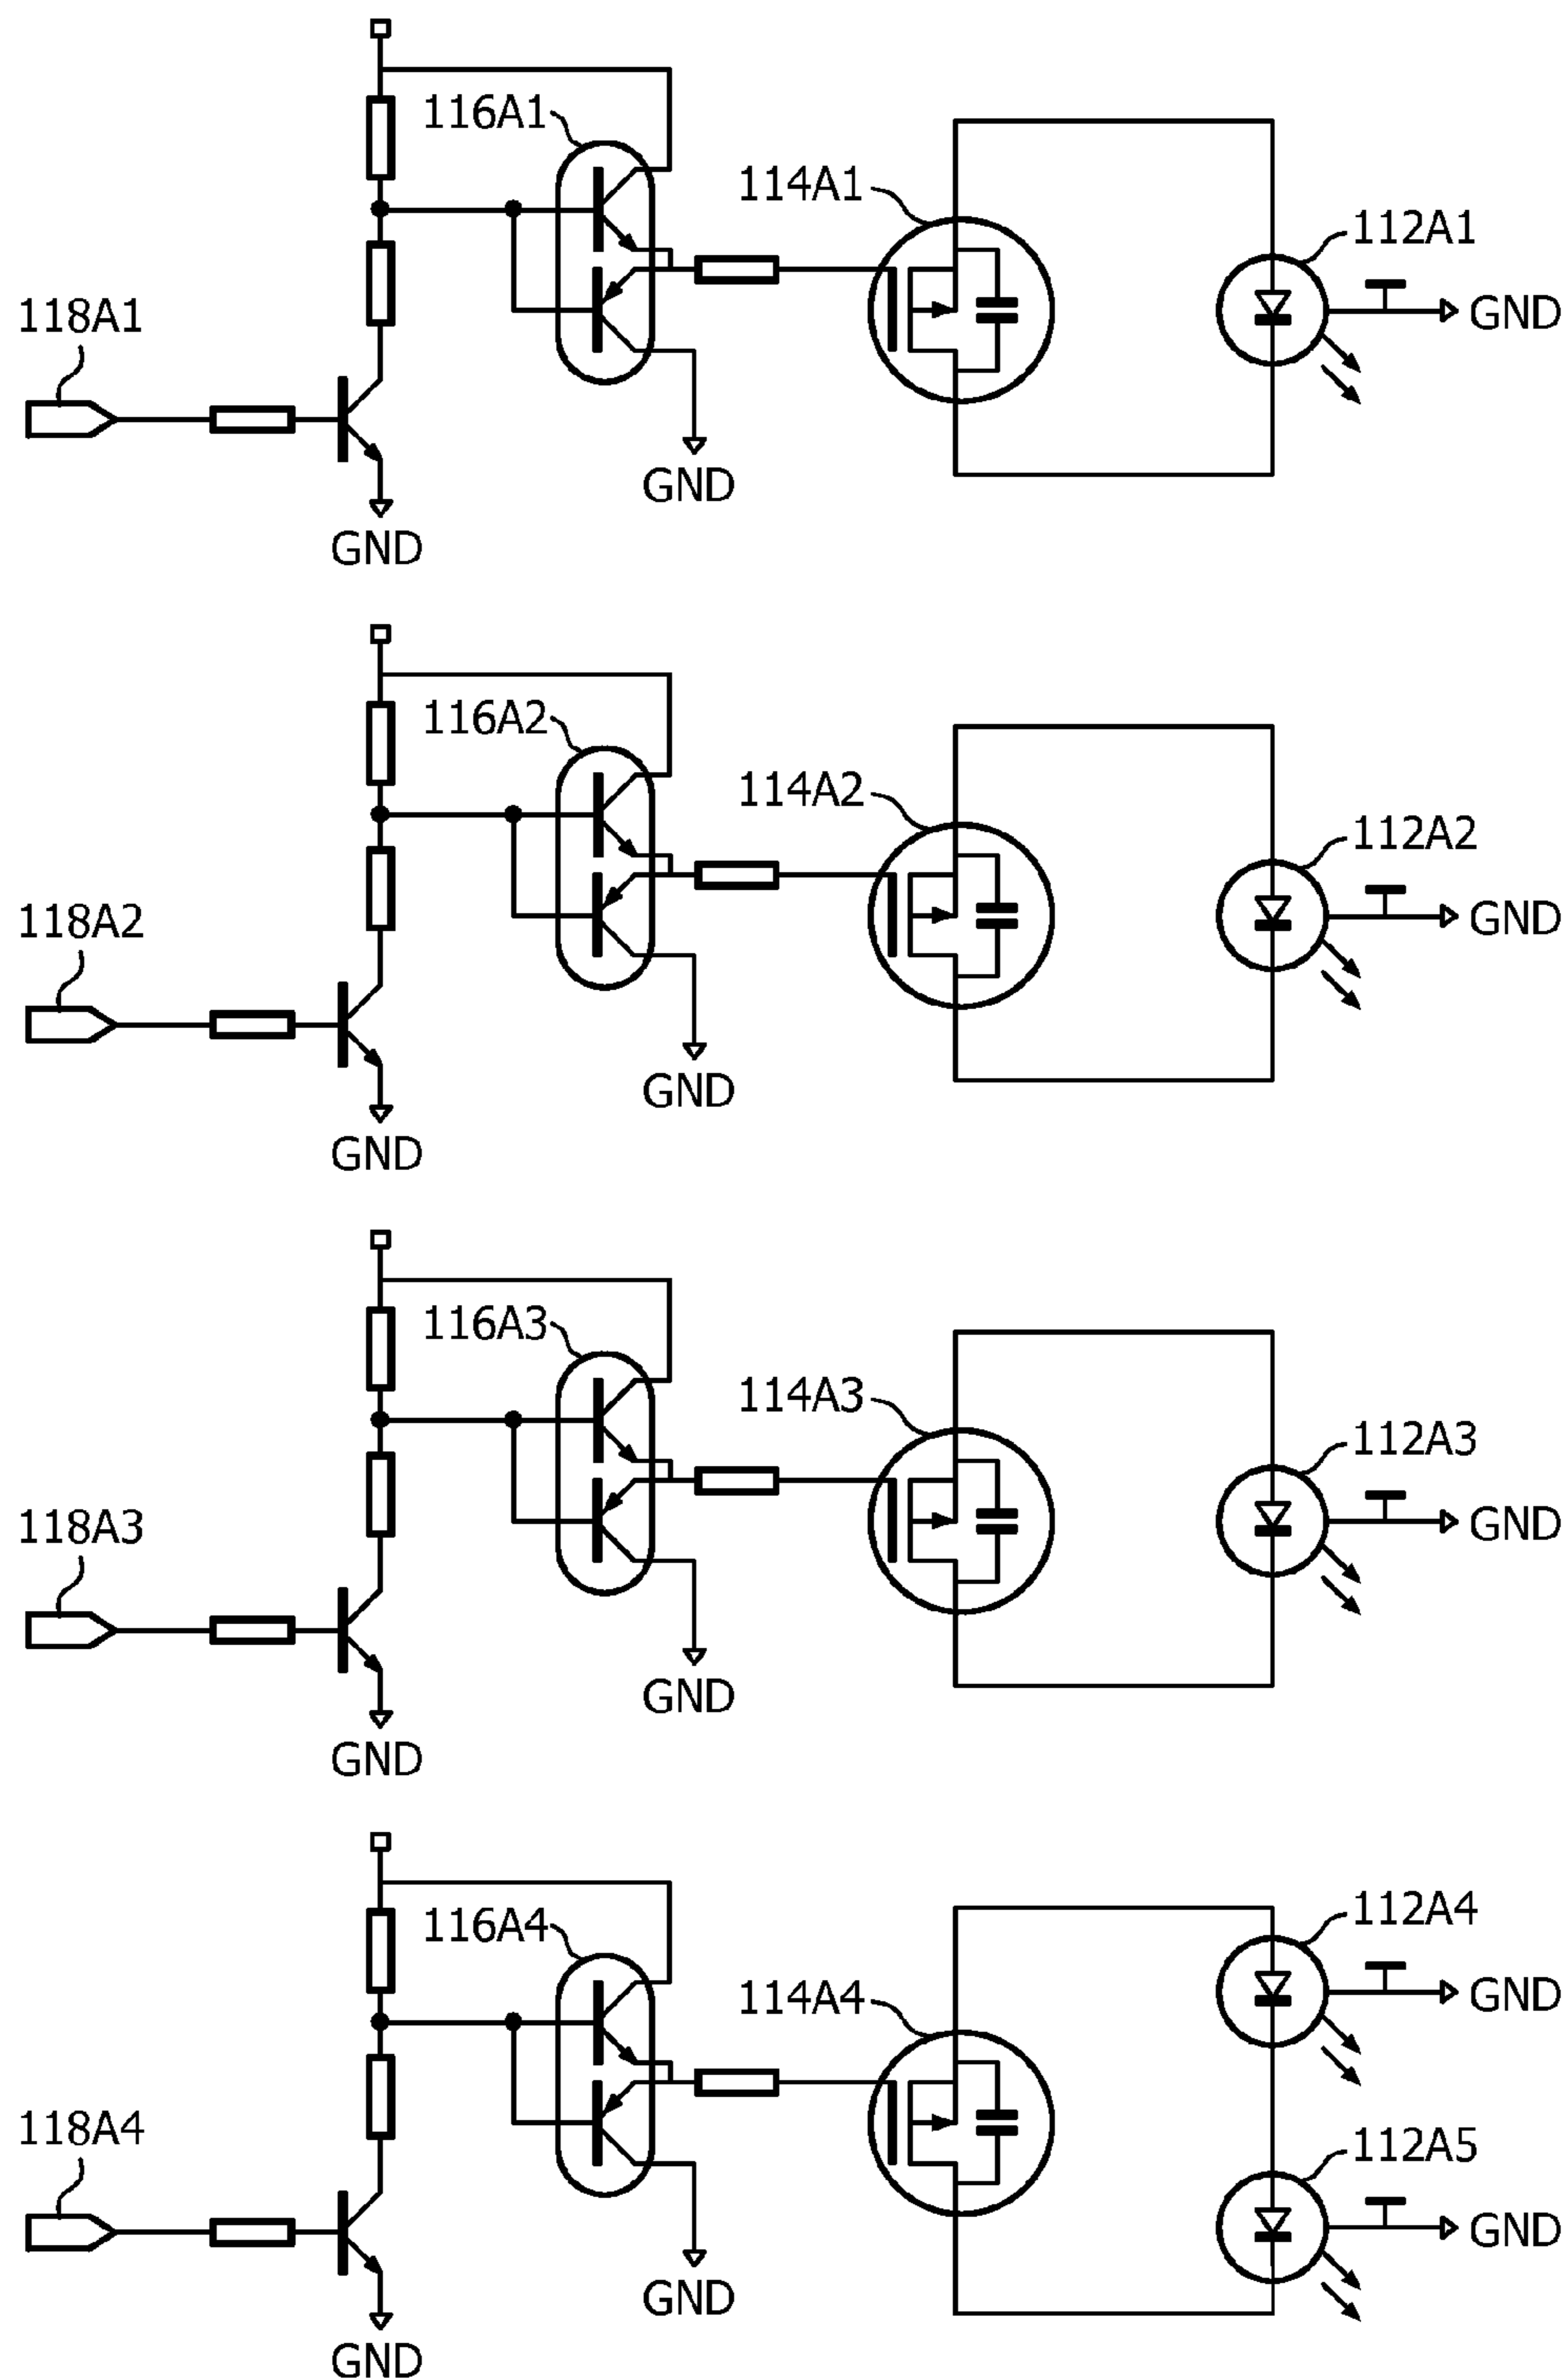 116A1
114A1
112A1
118A1
GND
GND
GND
116A2
114A2
112A2
118A2
GND
GND
GND
116A3
114A3
112A3
118A3
GND
GND
GND
116A4
112A4
114A4
GND
118A4
112A5
GND
GND
GND